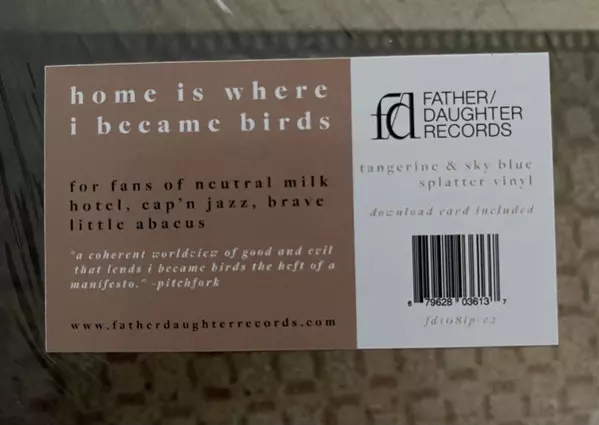 home is where
i became birds
for fans of neutral milk
hotel, cap'n jazz, brave
little abacus
"a coherent worldview of good and evil
that lends i became birds the heft of a
manifesto." -pitchfork
www.fatherdaughterrecords.com
fd
FATHER/
DAUGHTER
RECORDS
tangerine & sky blue
splatter vinyl
download card included
6 79628 03613 7
fd108lp-c2